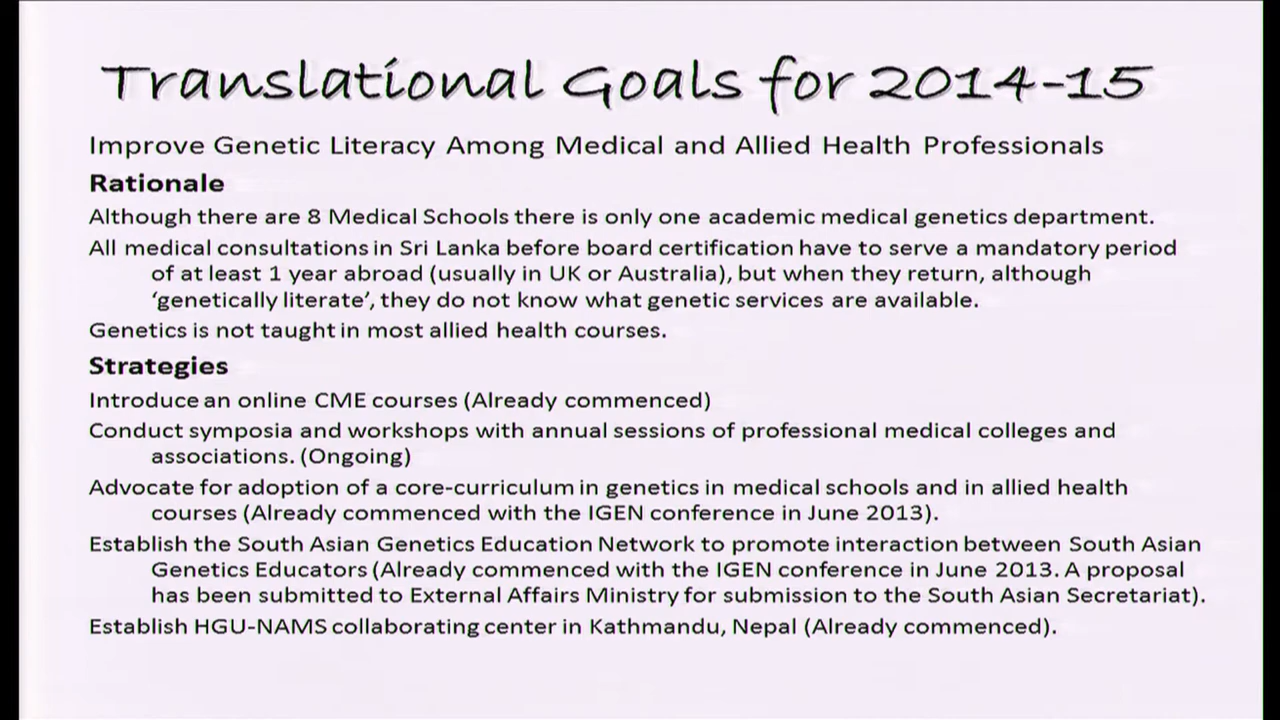 Translational Goals for 2014-15
Improve Genetic Literacy Among Medical and Allied Health Professionals
Rationale
Although there are 8 Medical Schools there is only one academic medical genetics department.
All medical consultations in Sri Lanka before board certification have to serve a mandatory period
of at least 1 year abroad (usually in UK or Australia), but when they return, although
‘genetically literate’, they do not know what genetic services are available.
Genetics is not taught in most allied health courses.
Strategies
Introduce an online CME courses (Already commenced)
Conduct symposia and workshops with annual sessions of professional medical colleges and
associations. (Ongoing)
Advocate for adoption of a core-curriculum in genetics in medical schools and in allied health
courses (Already commenced with the IGEN conference in June 2013).
Establish the South Asian Genetics Education Network to promote interaction between South Asian
Genetics Educators (Already commenced with the IGEN conference in June 2013. A proposal
has been submitted to External Affairs Ministry for submission to the South Asian Secretariat).
Establish HGU-NAMS collaborating center in Kathmandu, Nepal (Already commenced).